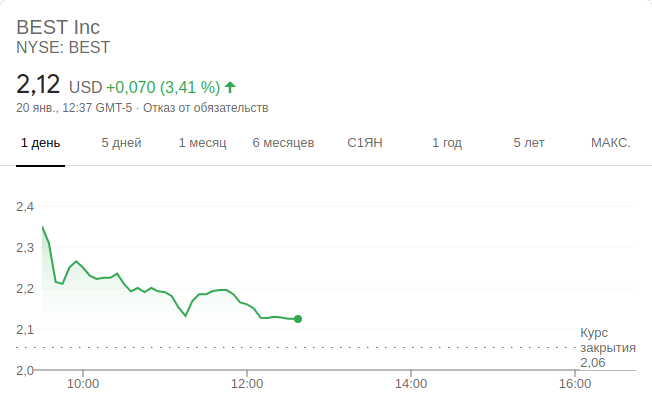 BEST Inc
NYSE: BEST
2,12 USD +0,070 (3,41 %)
20 янв., 12:37 GMT-5 · Отказ от обязательств
1 день 5 дней 1 месяц 6 месяцев С1ЯН 1 год 5 лет МАКС.
2,4
2,3
2,2
2,1
2,0
Курс
закрытия
2,06
10:00 12:00 14:00 16:00